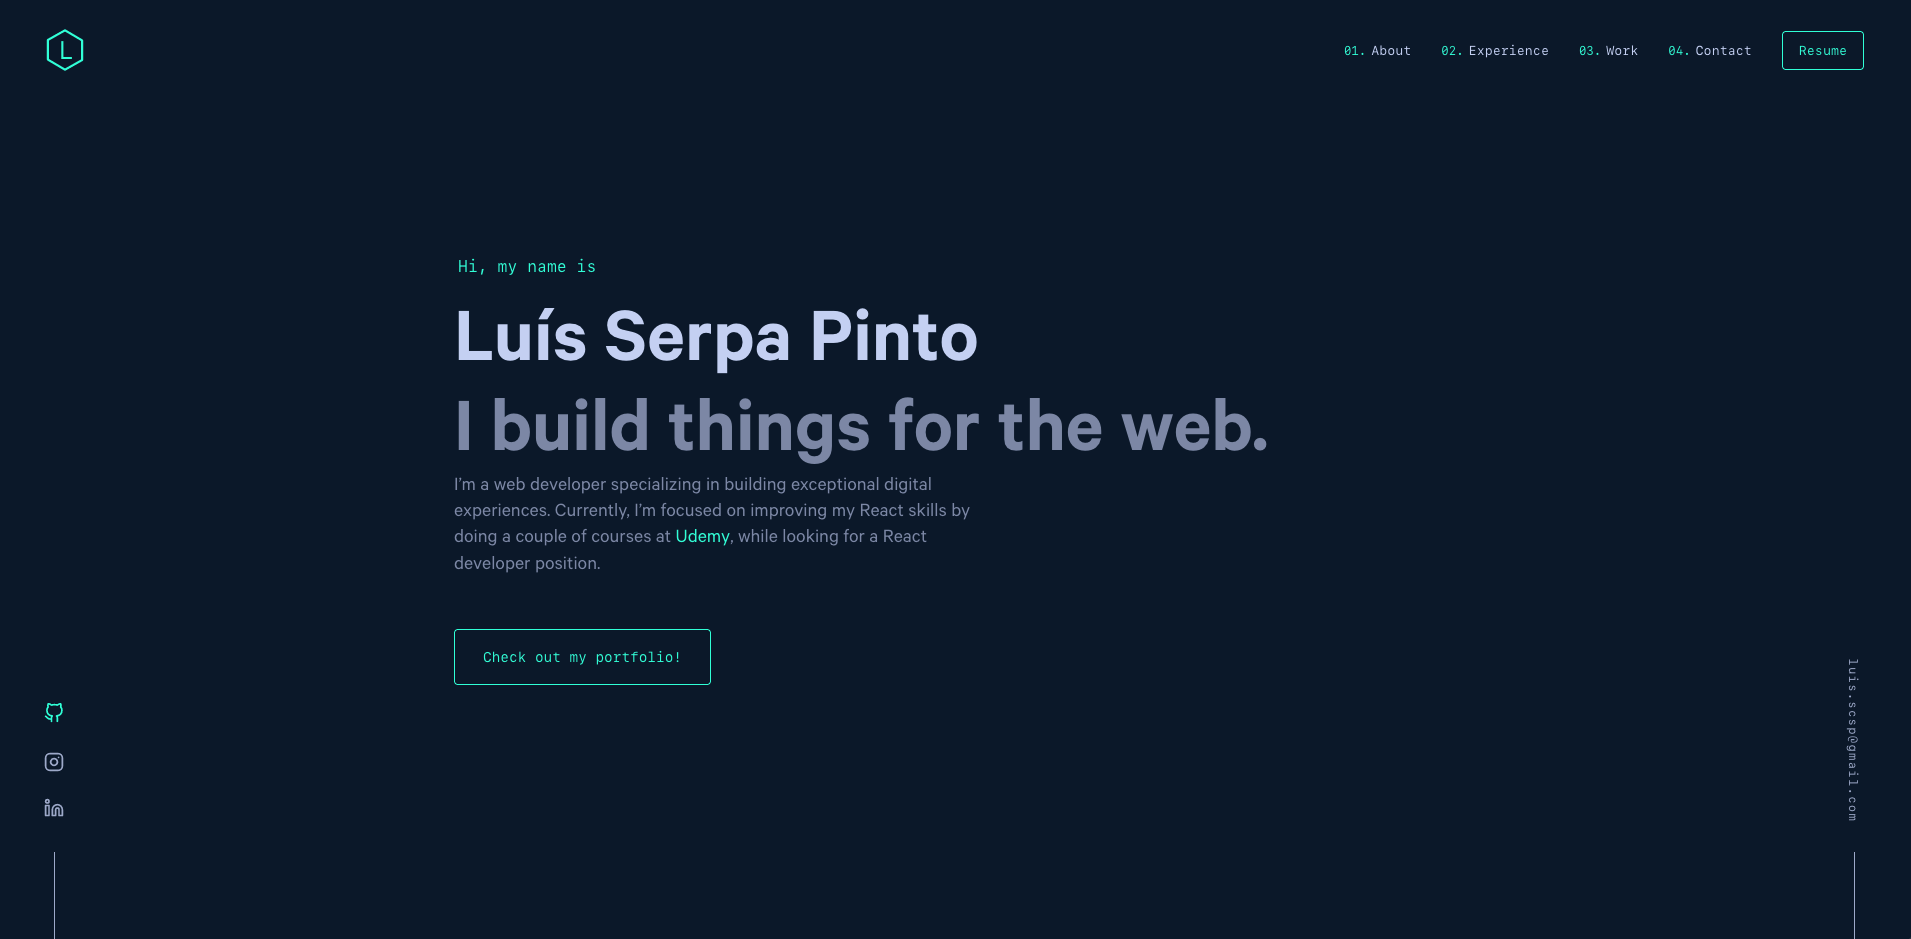 L
01. About 02. Experience 03. Work 04. Contact Resume
Hi, my name is
Luís Serpa Pinto
I build things for the web.
I’m a web developer specializing in building exceptional digital
experiences. Currently, I’m focused on improving my React skills by
doing a couple of courses at Udemy, while looking for a React
developer position.
Check out my portfolio!
in
luis.scsp@gmail.com